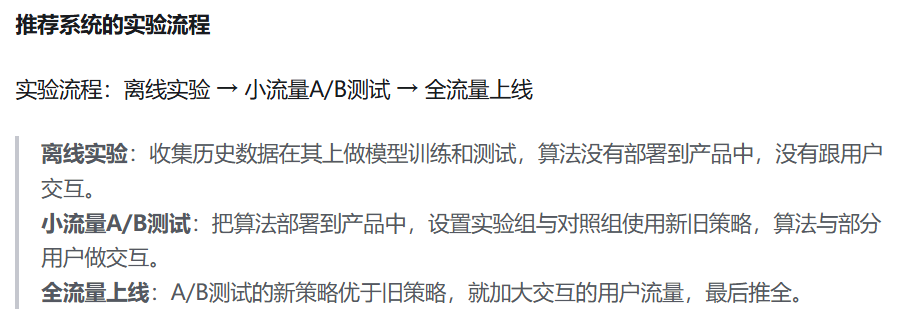 推荐系统的实验流程
实验流程：离线实验 → 小流量A/B测试 → 全流量上线
离线实验：收集历史数据在其上做模型训练和测试，算法没有部署到产品中，没有跟用户
交互。
小流量A/B测试：把算法部署到产品中，设置实验组与对照组使用新旧策略，算法与部分
用户做交互。
全流量上线：A/B测试的新策略优于旧策略，就加大交互的用户流量，最后推全。